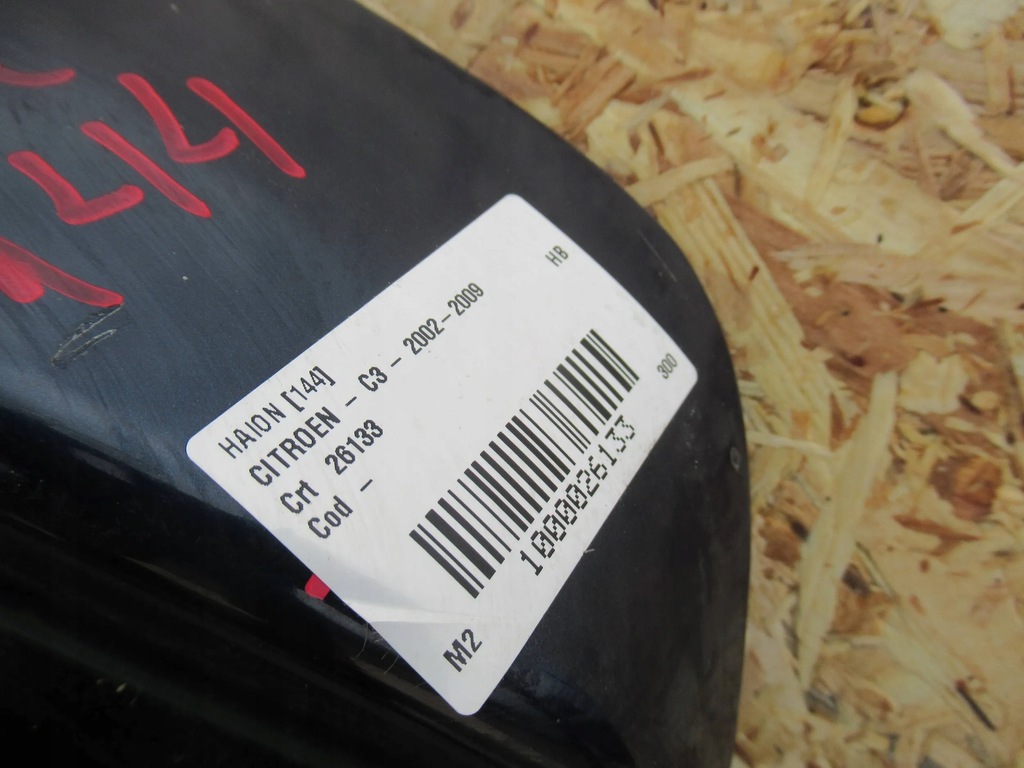 HAION [144]
CITROEN - C3 - 2002-2009
HB
Crt 26133
Cod -
1000026133
300
M2